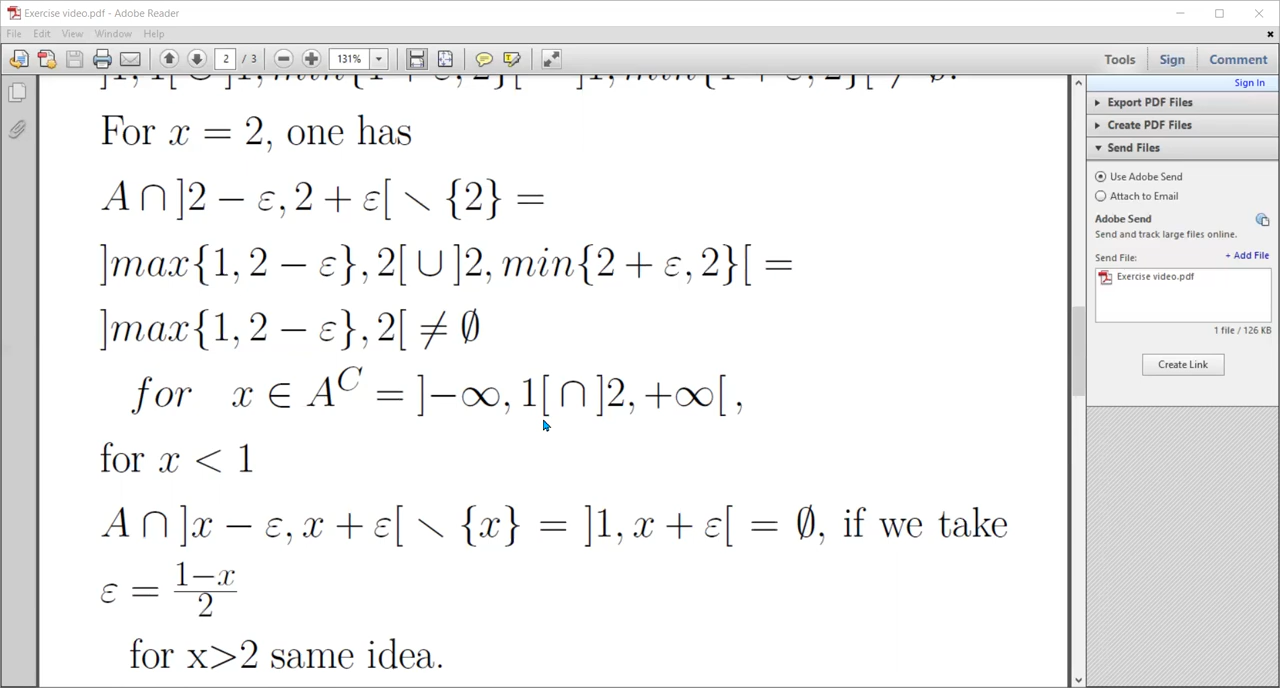 Exercise video.pdf - Adobe Reader
File Edit View Window Help
2 / 3 131% Tools Sign Comment
Sign In
Export PDF Files
Create PDF Files
Send Files
Use Adobe Send
Attach to Email
Adobe Send
Send and track large files online.
Send File: + Add File
Exercise video.pdf
1 file / 126 KB
Create Link
For x = 2, one has
A ∩ ]2 − ε, 2 + ε[ ∖ {2} =
]max{1, 2 − ε}, 2[ ∪ ]2, min{2 + ε, 2}[ =
]max{1, 2 − ε}, 2[ ≠ ∅
for x ∈ A^C = ]−∞, 1[ ∩ ]2, +∞[ ,
for x < 1
A ∩ ]x − ε, x + ε[ ∖ {x} = ]1, x + ε[ = ∅, if we take
ε = \frac{1−x}{2}
for x>2 same idea.